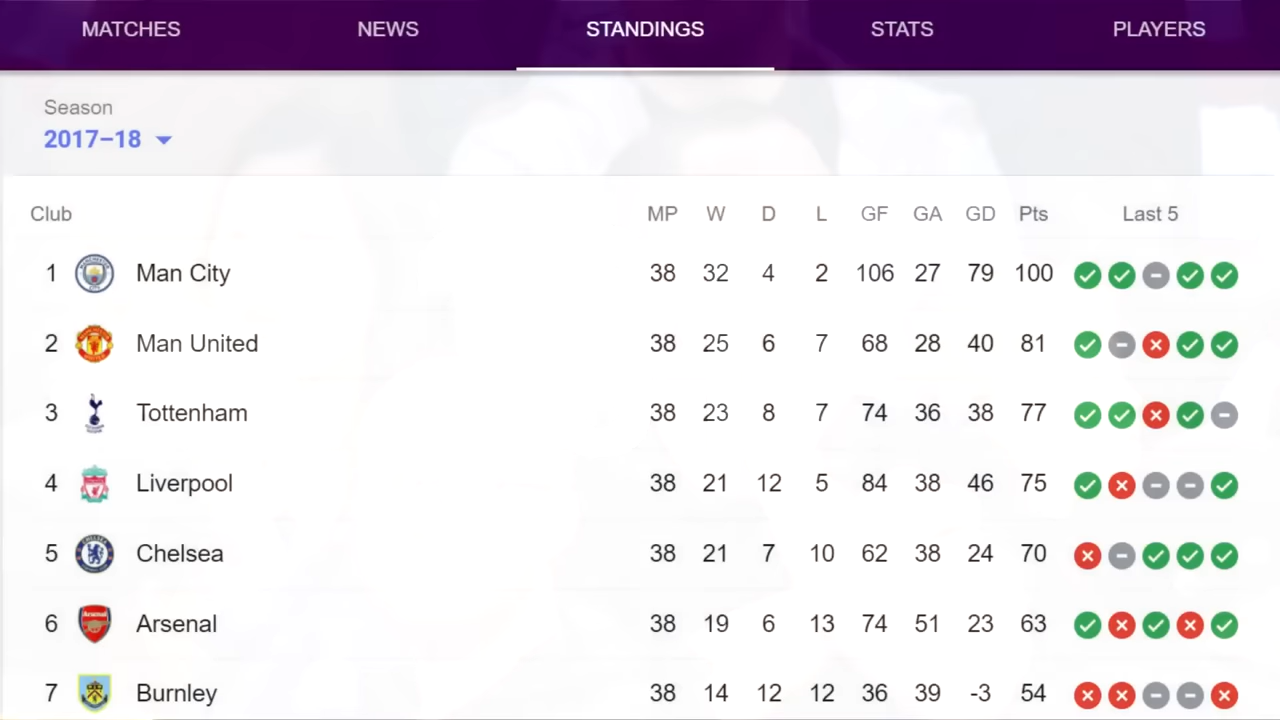 MATCHES NEWS STANDINGS STATS PLAYERS
Season
2017–18
Club MP W D L GF GA GD Pts Last 5
1 Man City 38 32 4 2 106 27 79 100
2 Man United 38 25 6 7 68 28 40 81
3 Tottenham 38 23 8 7 74 36 38 77
4 Liverpool 38 21 12 5 84 38 46 75
5 Chelsea 38 21 7 10 62 38 24 70
6 Arsenal 38 19 6 13 74 51 23 63
7 Burnley 38 14 12 12 36 39 -3 54